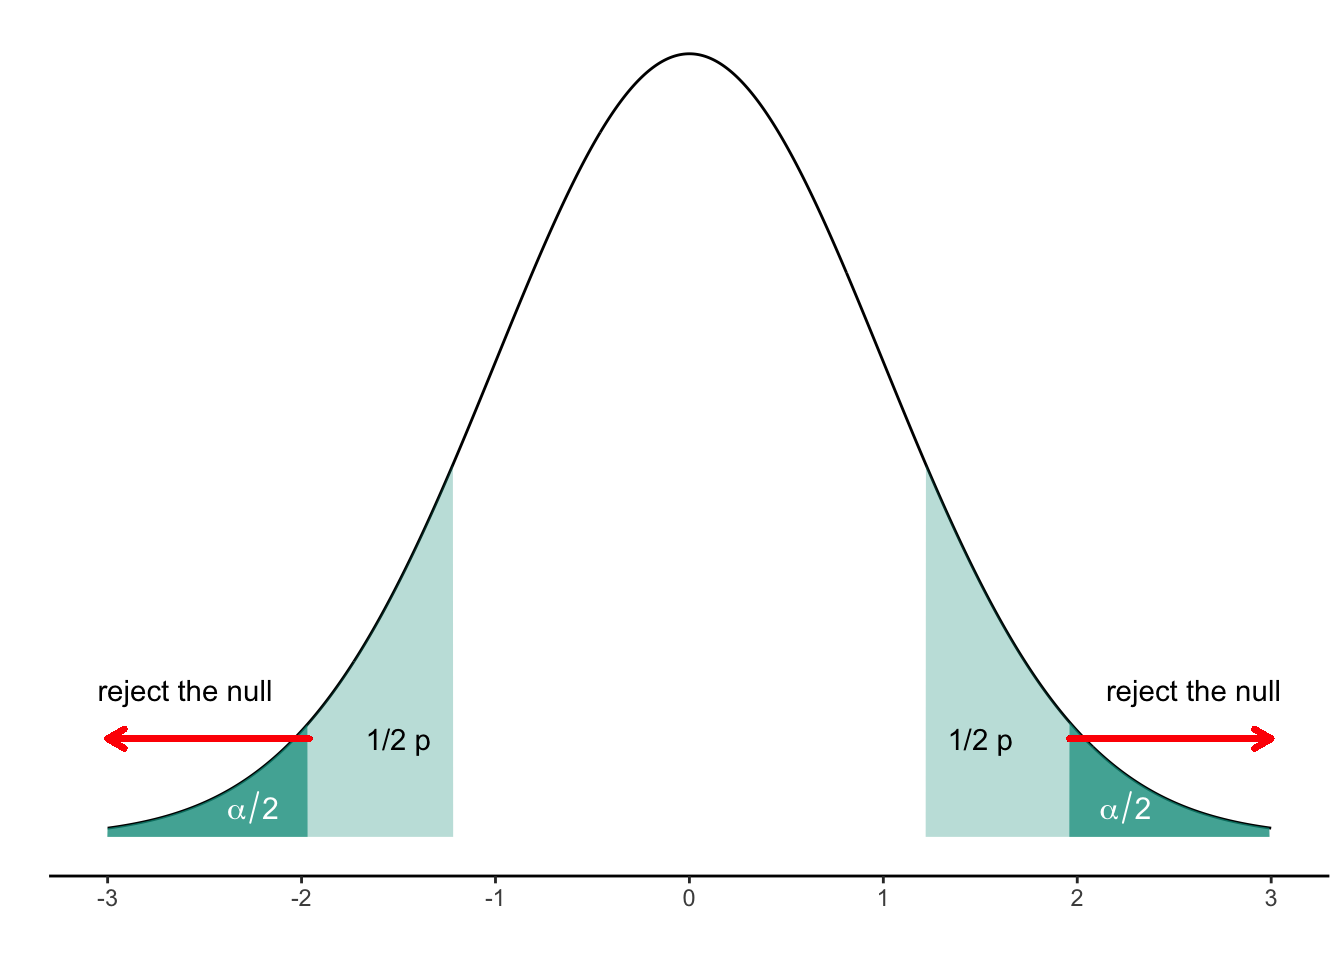 reject the null
reject the null
1/2 p
1/2 p
α/2
α/2
-3
-2
-1
0
1
2
3